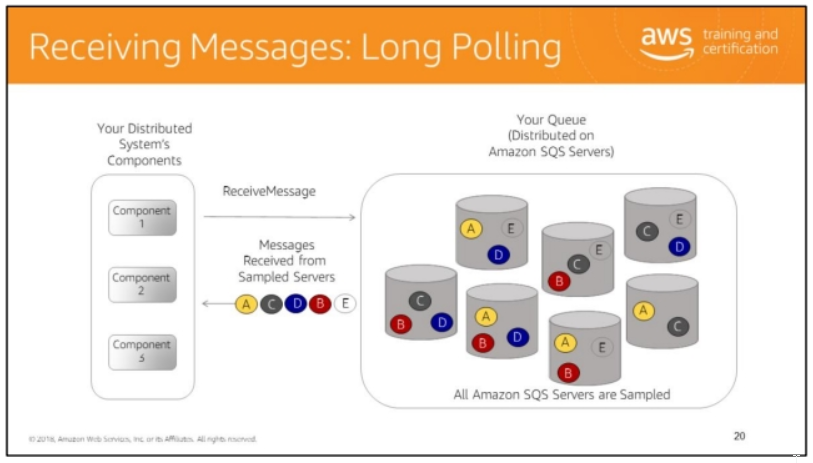 Receiving Messages: Long Polling
aws training and
certification
Your Distributed
System's
Components
Component
1
Component
2
Component
3
ReceiveMessage
Messages
Received from
Sampled Servers
A C D B E
Your Queue
(Distributed on
Amazon SQS Servers)
A E
D
E
C
B
E
C
D
C
B D
A
B D
A E
B
A
C
All Amazon SQS Servers are Sampled
© 2018, Amazon Web Services, Inc. or its Affiliates. All rights reserved.
20